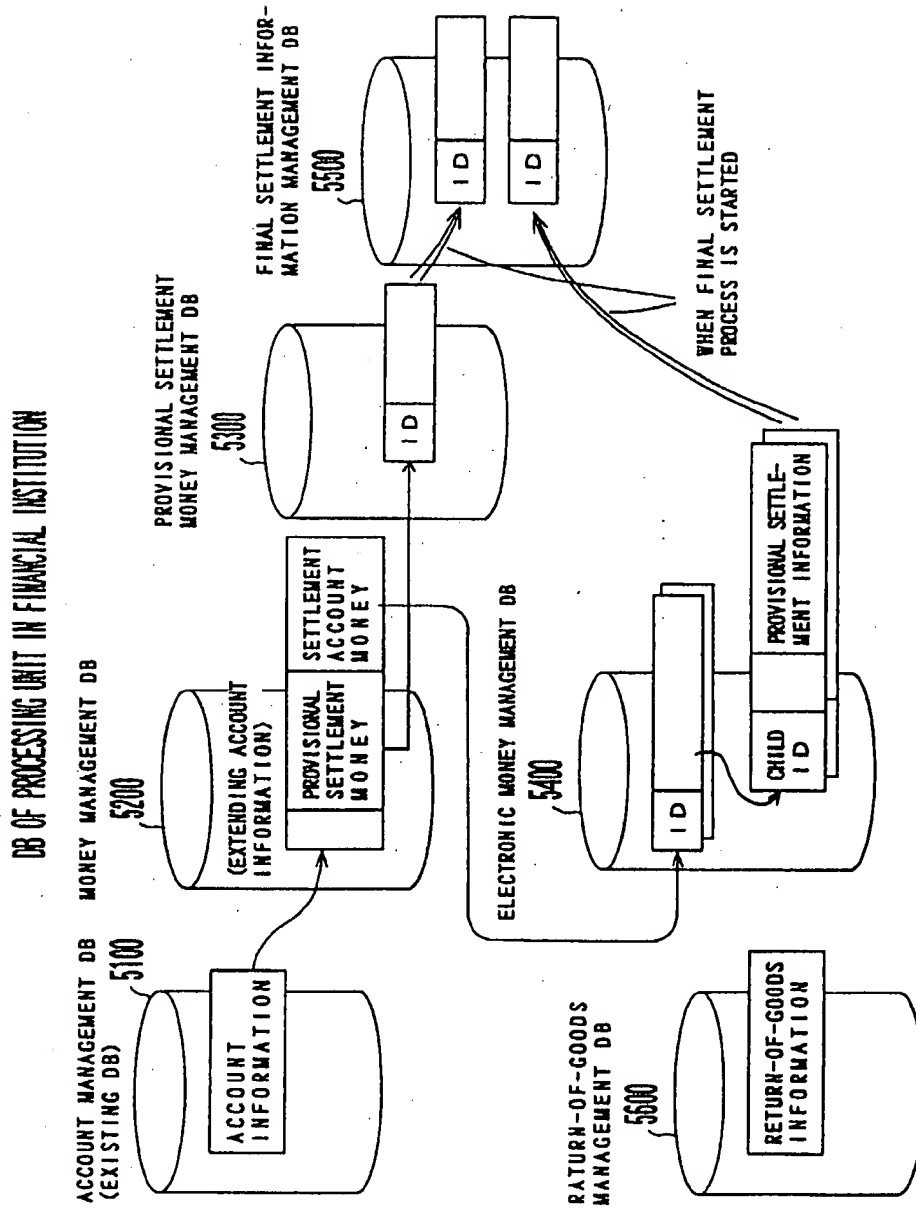 DB OF PROCESSING UNIT IN FINANCIAL INSTITUTION
ACCOUNT MANAGEMENT DB
(EXISTING DB)
5100
ACCOUNT
INFORMATION
MONEY MANAGEMENT DB
5200
(EXTENDING ACCOUNT
INFORMATION)
PROVISIONAL
SETTLEMENT
MONEY
SETTLEMENT
ACCOUNT
MONEY
PROVISIONAL SETTLEMENT
MONEY MANAGEMENT DB
5300
ID
FINAL SETTLEMENT INFOR-
MATION MANAGEMENT DB
5500
ID
ID
WHEN FINAL SETTLEMENT
PROCESS IS STARTED
RATURN-OF-GOODS
MANAGEMENT DB
5600
RETURN-OF-GOODS
INFORMATION
ELECTRONIC MONEY MANAGEMENT DB
5400
ID
CHILD
ID
PROVISIONAL SETTLE-
MENT INFORMATION